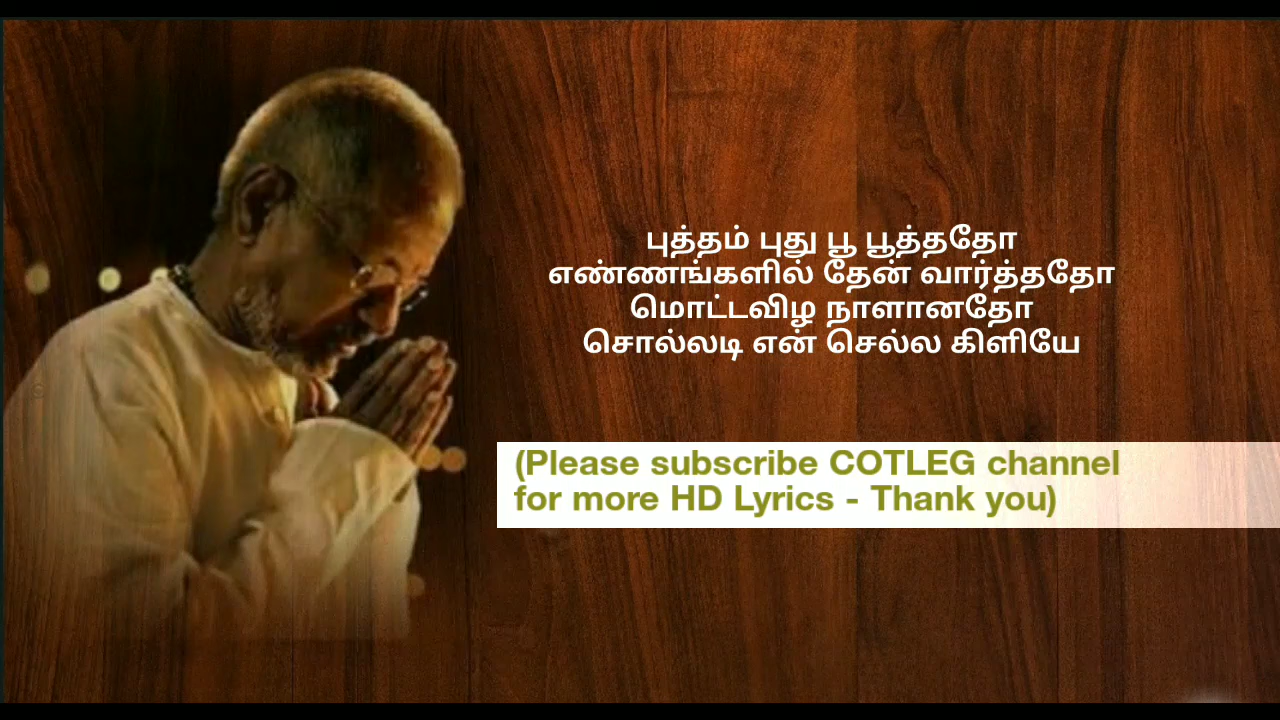 புத்தம் புது பூ பூத்ததோ
எண்ணங்களில் தேன் வார்த்ததோ
மொட்டவிழ நாளானதோ
சொல்லடி என் செல்ல கிளியே
(Please subscribe COTLEG channel
for more HD Lyrics - Thank you)